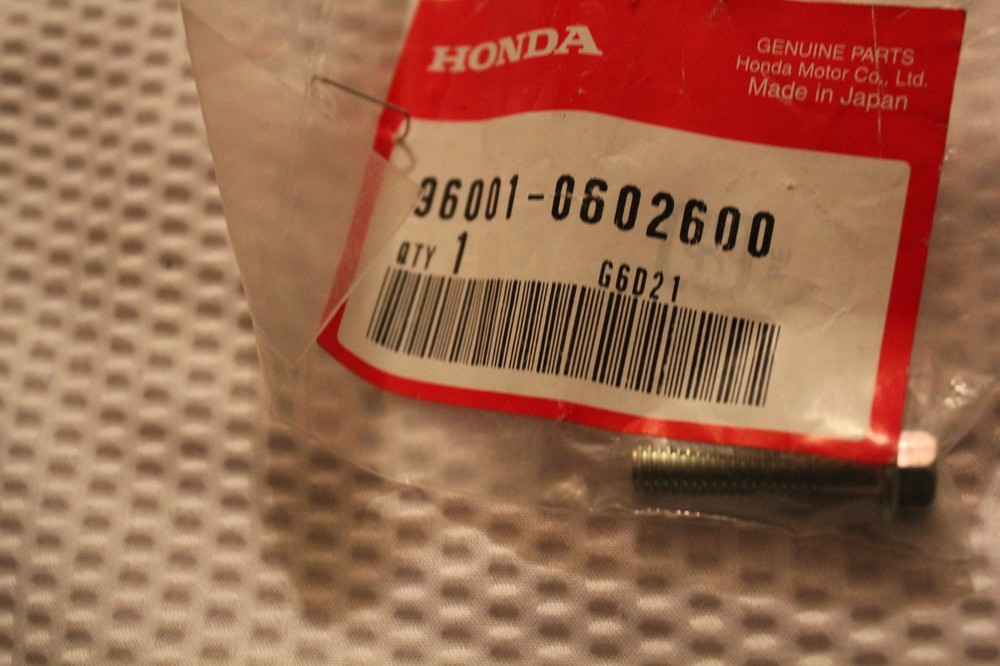 HONDA
GENUINE PARTS
Honda Motor Co., Ltd.
Made in Japan
96001-0602600
QTY 1
G6D21